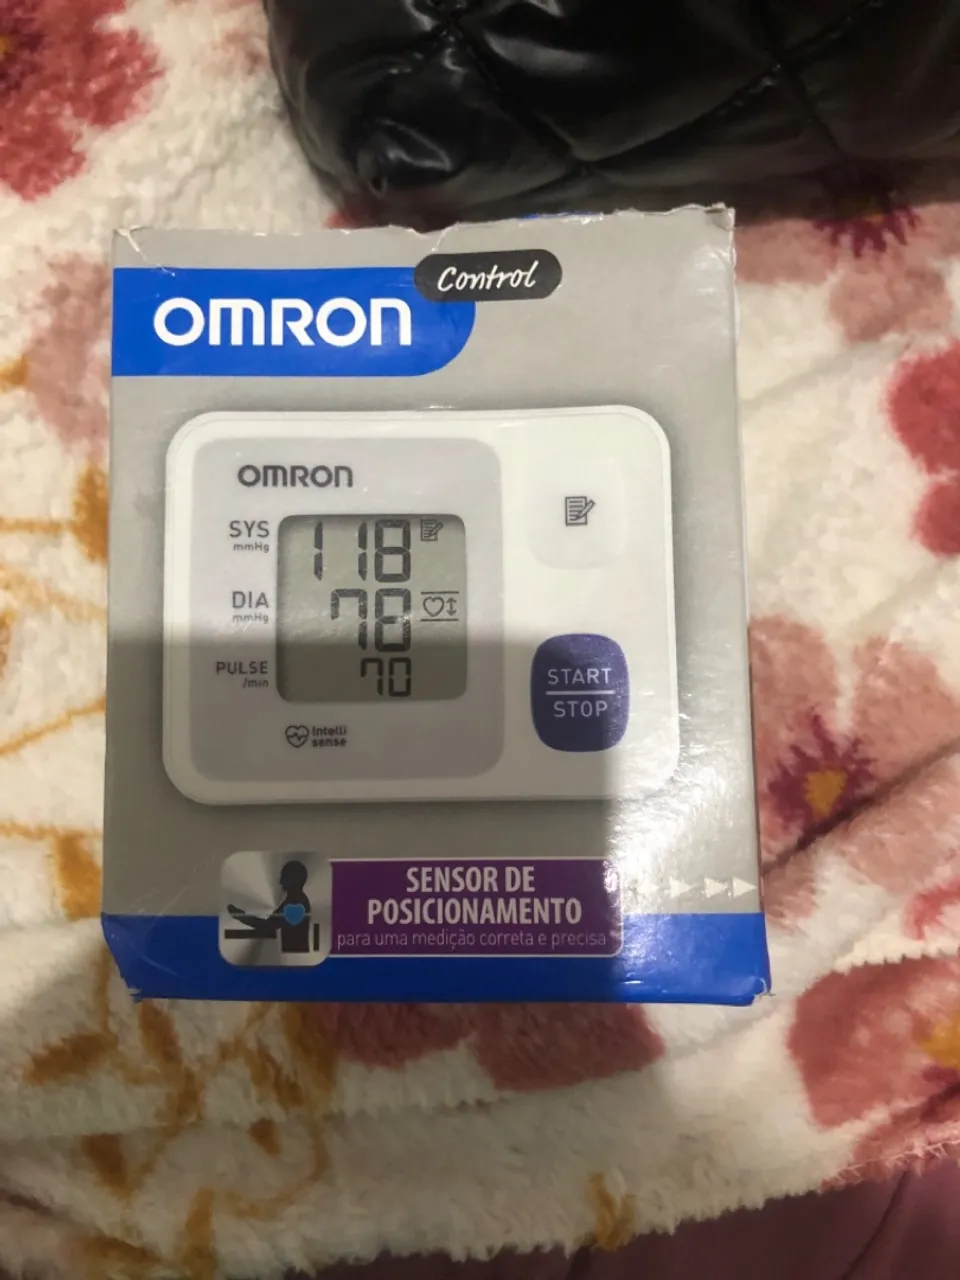 Control
OMRON
OMRON
SYS
mmHg
118
DIA
mmHg
78
PULSE
/min
70
Intelli
sense
START
STOP
SENSOR DE
POSICIONAMENTO
para uma medição correta e precisa